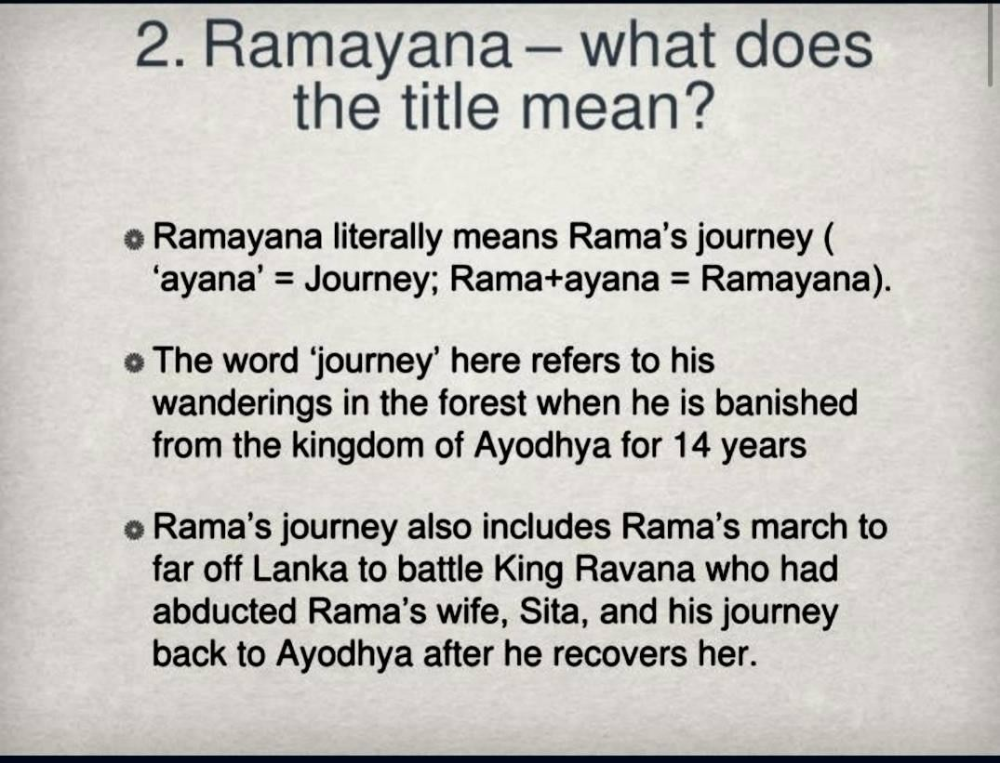 2. Ramayana – what does
the title mean?
Ramayana literally means Rama’s journey (
‘ayana’ = Journey; Rama+ayana = Ramayana).
The word ‘journey’ here refers to his
wanderings in the forest when he is banished
from the kingdom of Ayodhya for 14 years
Rama’s journey also includes Rama’s march to
far off Lanka to battle King Ravana who had
abducted Rama’s wife, Sita, and his journey
back to Ayodhya after he recovers her.